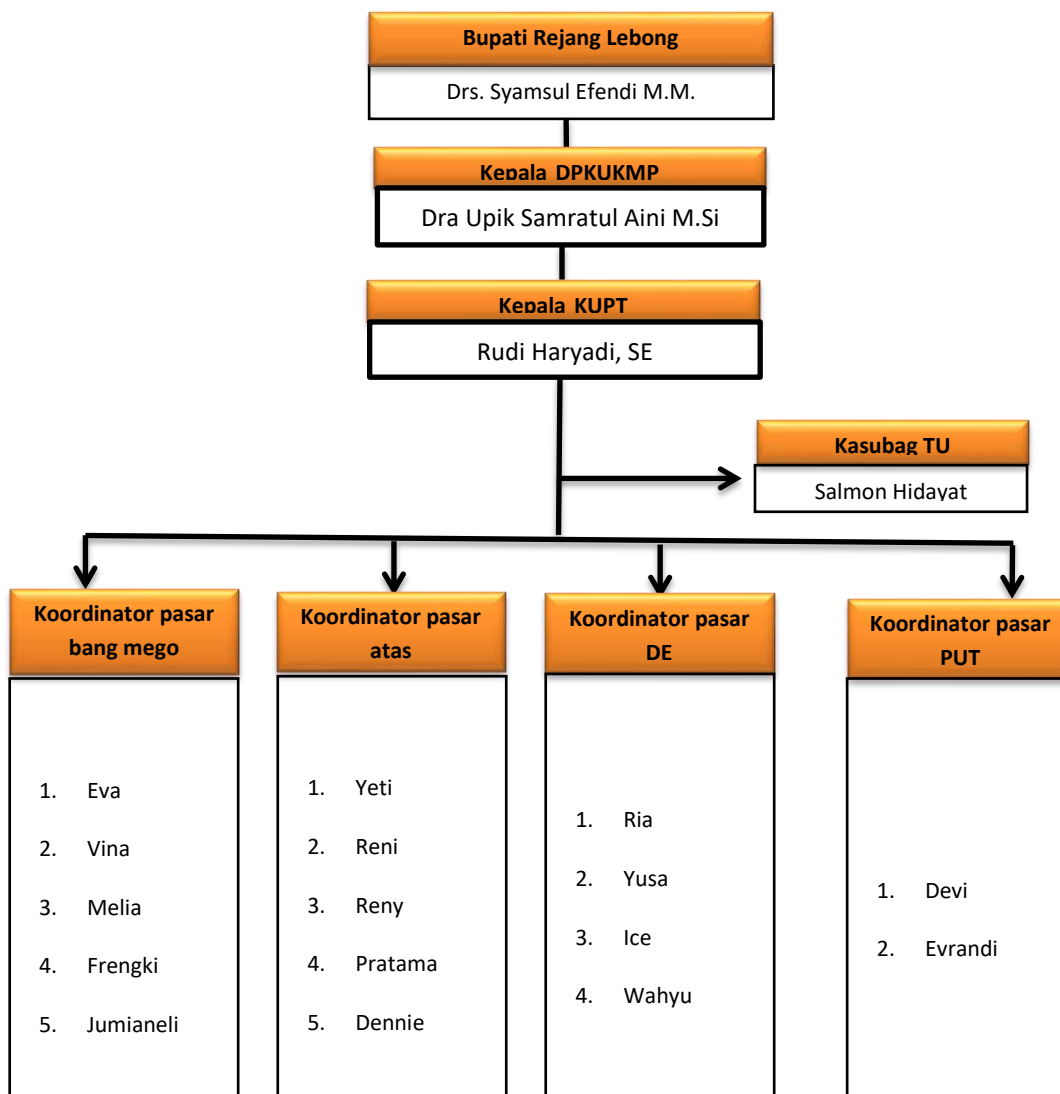 Bupati Rejang Lebong
Drs. Syamsul Efendi M.M.
Kepala DPKUKMP
Dra Upik Samratul Aini M.Si
Kepala KUPT
Rudi Haryadi, SE
Kasubag TU
Salmon Hidayat
Koordinator pasar
bang mego
1. Eva
2. Vina
3. Melia
4. Frengki
5. Jumianeli
Koordinator pasar
atas
1. Yeti
2. Reni
3. Reny
4. Pratama
5. Dennie
Koordinator pasar
DE
1. Ria
2. Yusa
3. Ice
4. Wahyu
Koordinator pasar
PUT
1. Devi
2. Evrandi